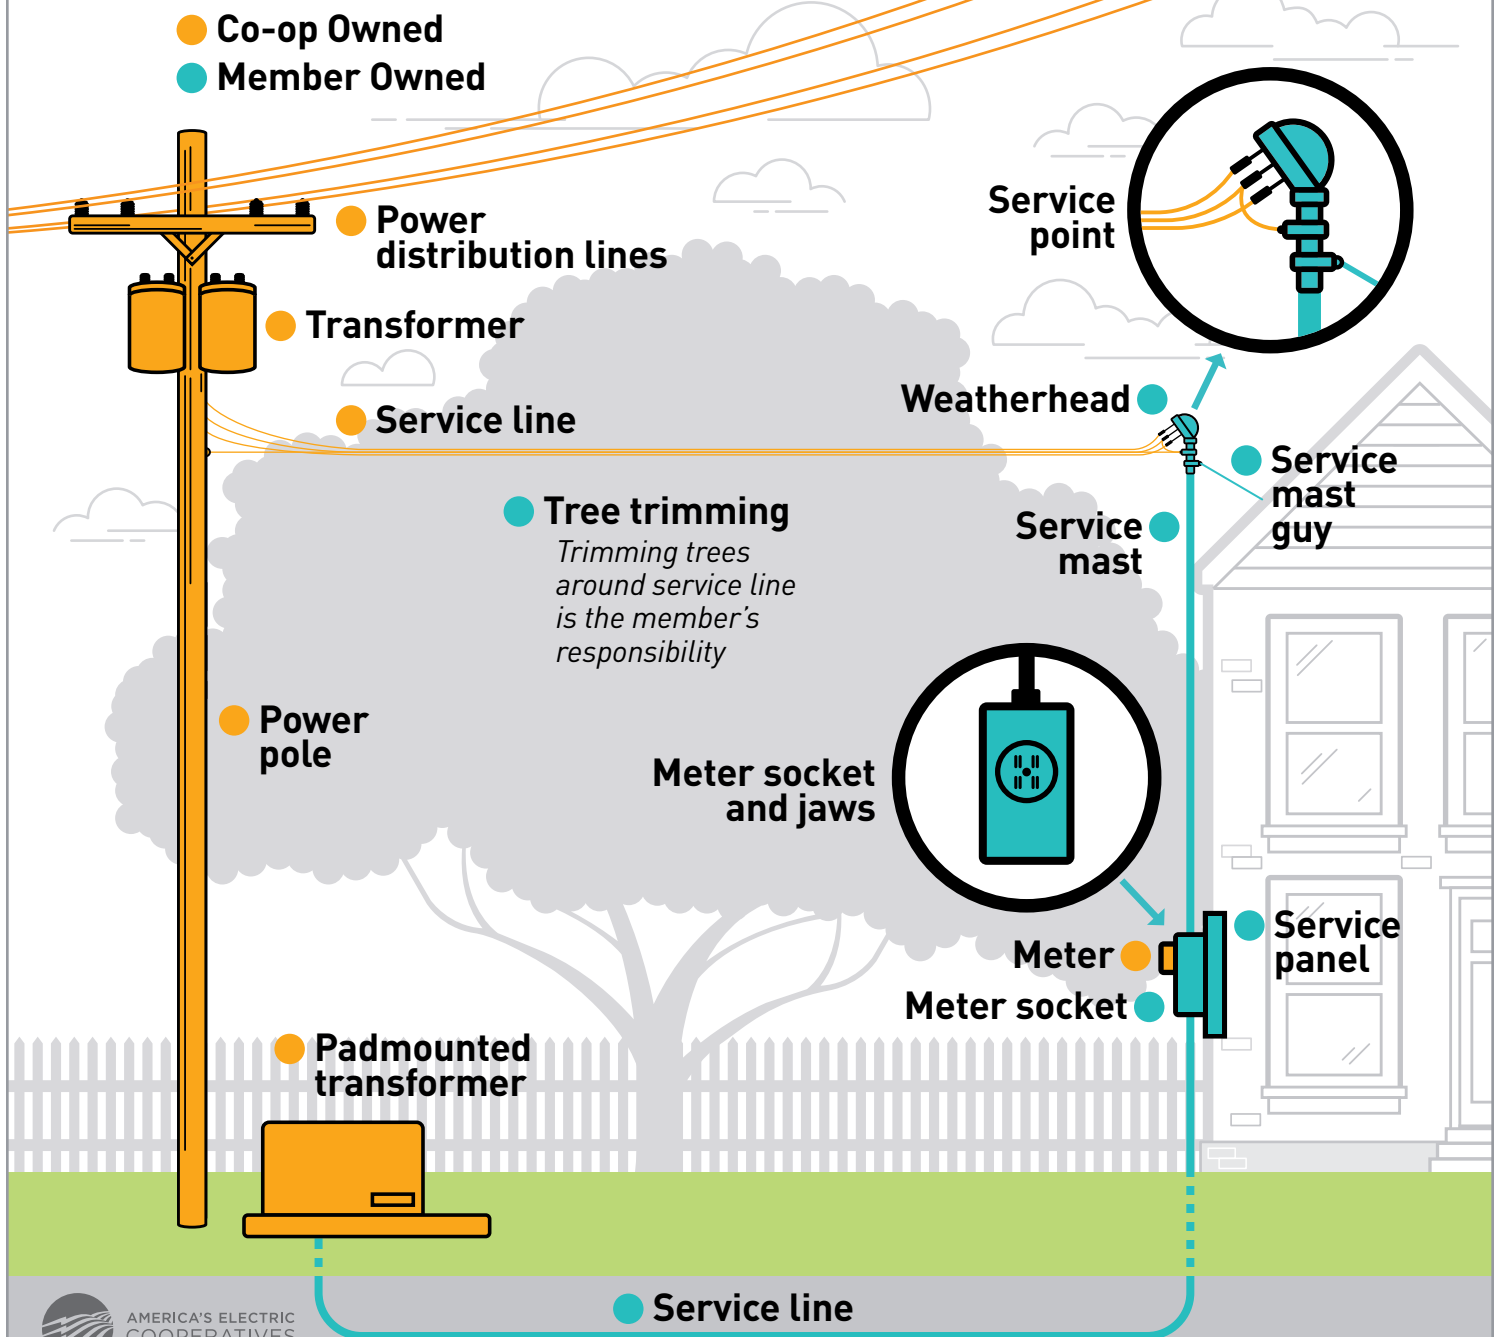 Co-op Owned
Member Owned
Power
distribution lines
Service
point
Transformer
Weatherhead
Service line
Service
mast
guy
Tree trimming
Trimming trees
around service line
is the member's
responsibility
Service
mast
Power
pole
Meter socket
and jaws
Service
panel
Meter
Meter socket
Padmounted
transformer
Service line
AMERICA'S ELECTRIC
COOPERATIVES